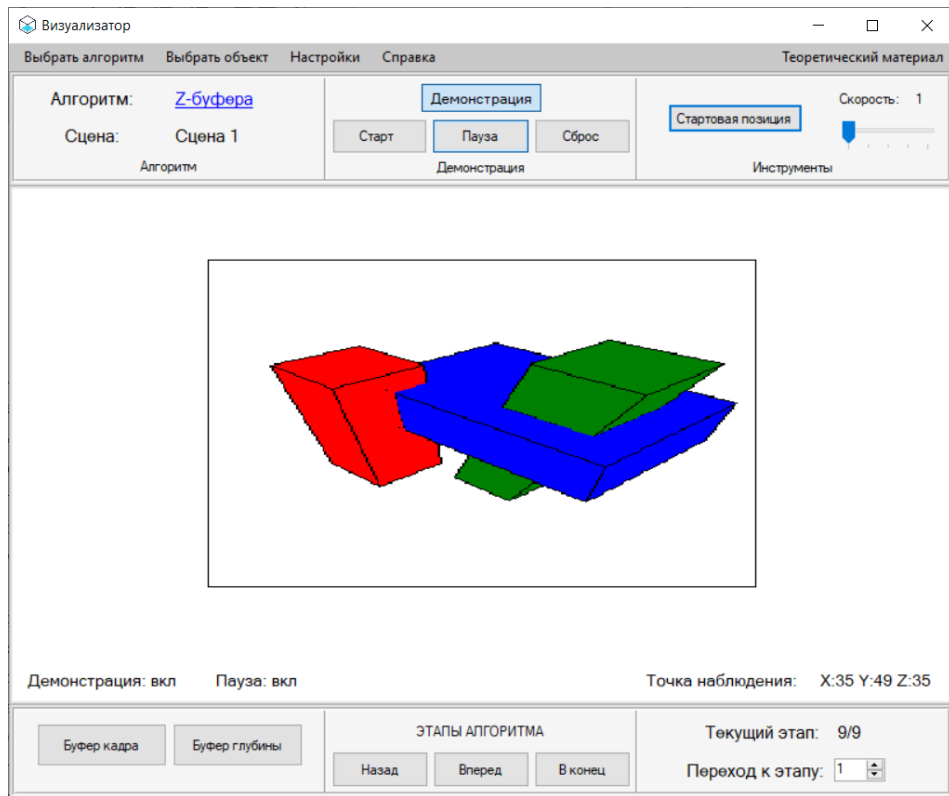 Визуализатор
Выбрать алгоритм Выбрать объект Настройки Справка Теоретический материал
Алгоритм: Z-буфера
Сцена: Сцена 1
Алгоритм
Демонстрация
Старт Пауза Сброс
Демонстрация
Стартовая позиция
Скорость: 1
Инструменты
Демонстрация: вкл Пауза: вкл Точка наблюдения: X:35 Y:49 Z:35
Буфер кадра Буфер глубины
ЭТАПЫ АЛГОРИТМА
Назад Вперед В конец
Текущий этап: 9/9
Переход к этапу: 1